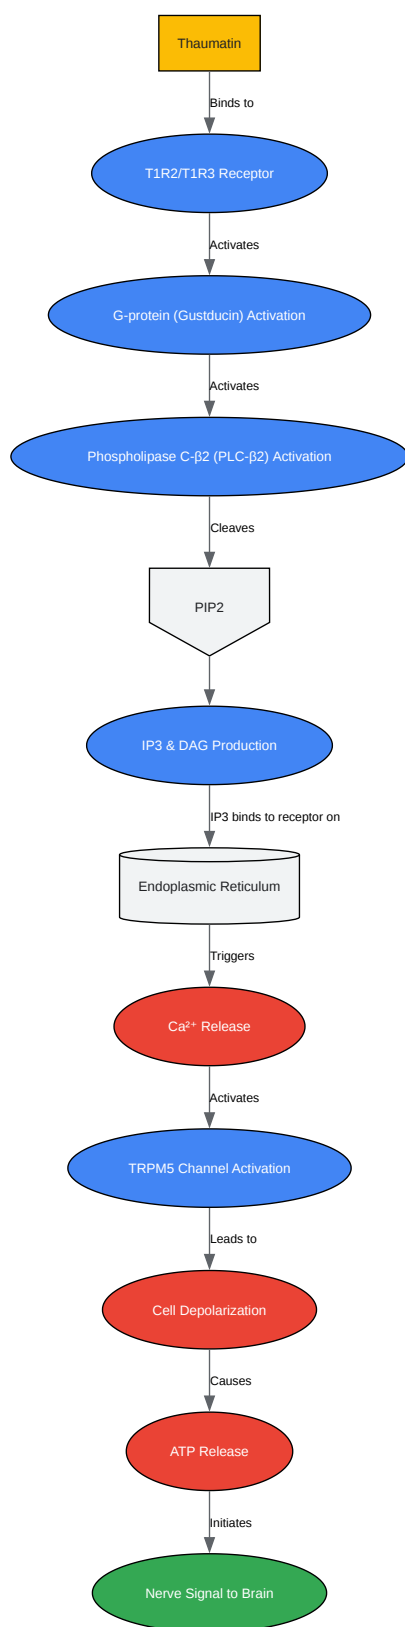 Thaumatin
Binds to
T1R2/T1R3 Receptor
Activates
G-protein (Gustducin) Activation
Activates
Phospholipase C-β2 (PLC-β2) Activation
Cleaves
PIP2
IP3 & DAG Production
IP3 binds to receptor on
Endoplasmic Reticulum
Triggers
Ca²⁺ Release
Activates
TRPM5 Channel Activation
Leads to
Cell Depolarization
Causes
ATP Release
Initiates
Nerve Signal to Brain